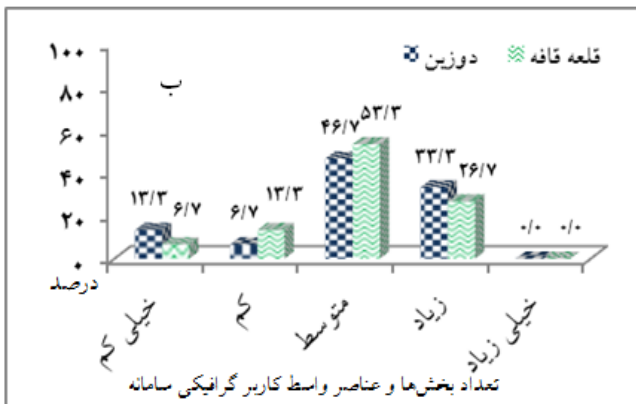 ۱۰۰
۸۰
۶۰
۴۰
۲۰
۰
درصد
ب
دوزین
قلعه قافه
۱۳/۳
۶/۷
۶/۷
۱۳/۳
۴۶/۷
۵۳/۳
۳۳/۳
۲۶/۷
۰/۰
۰/۰
خیلی کم
کم
متوسط
زیاد
خیلی زیاد
تعداد بخش‌ها و عناصر واسط کاربر گرافیکی سامانه